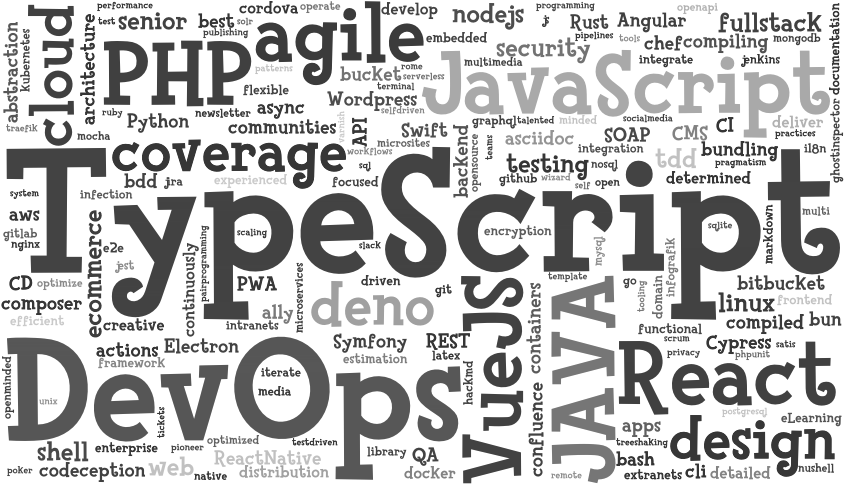 performance
cordova
operate
develop
nodejs
programming
openapi
cloud
abstraction
kubernetes
architecture
test
senior
best
solr
publishing
agile
embedded
js
Rust
Angular
fullstack
pipelines
tools
chef
compiling
mongodb
documentation
PHP
patterns
bucket
rome
serverless
terminal
multimedia
security
integrate
jenkins
JavaScript
flexible
Wordpress
selfdriven
ruby
Python
newsletter
async
traefik
mocha
communities
varnish
API
workflows
microsites
Swift
graphql
talented
minded
socialmedia
CI
deliver
practices
asciidoc
SOAP
CMS
integration
ghostinspector
coverage
sql
backend
opensource
teams
testing
nosql
tdd
bundling
pragmatism
i18n
bdd
jra
experienced
focused
github
wizard
self
open
determined
TypeScript
system
infection
aws
gitlab
nginx
ecommerce
e2e
jest
continuously
pairprogramming
scaling
slack
encryption
mysql
sqlite
infografik
markdown
multi
CD
optimize
composer
efficient
creative
PWA
ally
intranets
microservices
driven
deno
git
template
go
tooling
domain
bitbucket
linux
frontend
compiled
bun
functional
scrum
DevOps
actions
framework
Electron
Symfony
estimation
REST
latex
hackmd
VueJS
containers
confluence
JAVA
privacy
Cypress
satis
phpunit
React
openminded
unix
iterate
media
tickets
postgresql
eLearning
shell
enterprise
pioneer
optimized
testdriven
apps
treeshaking
design
poker
codeception
web
native
ReactNative
distribution
library
QA
docker
remote
bash
extranets
cli
detailed
nushell